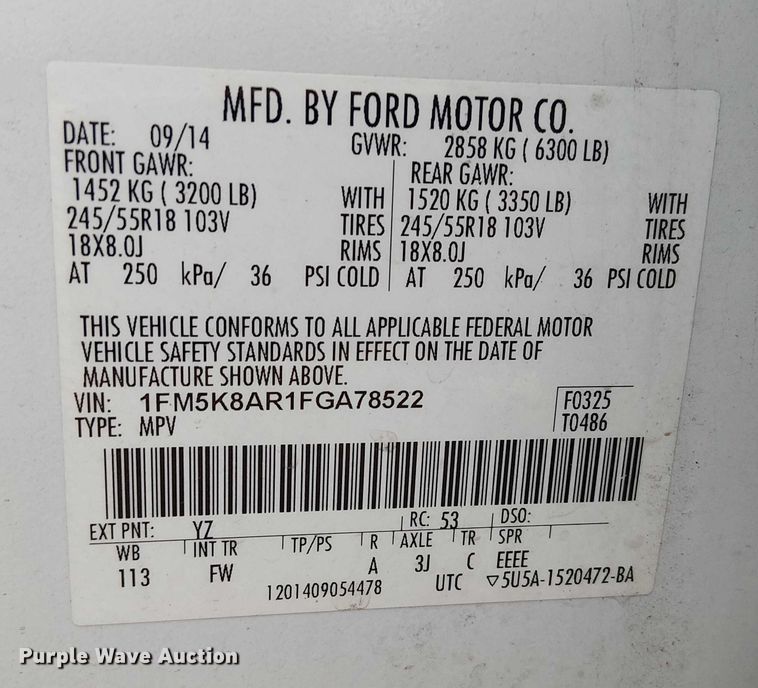 MFD. BY FORD MOTOR CO.
DATE: 09/14 GVWR: 2858 KG ( 6300 LB)
FRONT GAWR: REAR GAWR:
1452 KG ( 3200 LB) WITH 1520 KG ( 3350 LB) WITH
245/55R18 103V TIRES 245/55R18 103V TIRES
18X8.0J RIMS 18X8.0J RIMS
AT 250 kPa/ 36 PSI COLD AT 250 kPa/ 36 PSI COLD
THIS VEHICLE CONFORMS TO ALL APPLICABLE FEDERAL MOTOR
VEHICLE SAFETY STANDARDS IN EFFECT ON THE DATE OF
MANUFACTURE SHOWN ABOVE.
VIN: 1FM5K8AR1FGA78522 F0325
TYPE: MPV T0486
EXT PNT: YZ RC: 53 DSO:
WB INT TR TP/PS R AXLE TR SPR
113 FW A 3J C EEEE
1201409054478 UTC ▽5U5A-1520472-BA
Purple Wave Auction